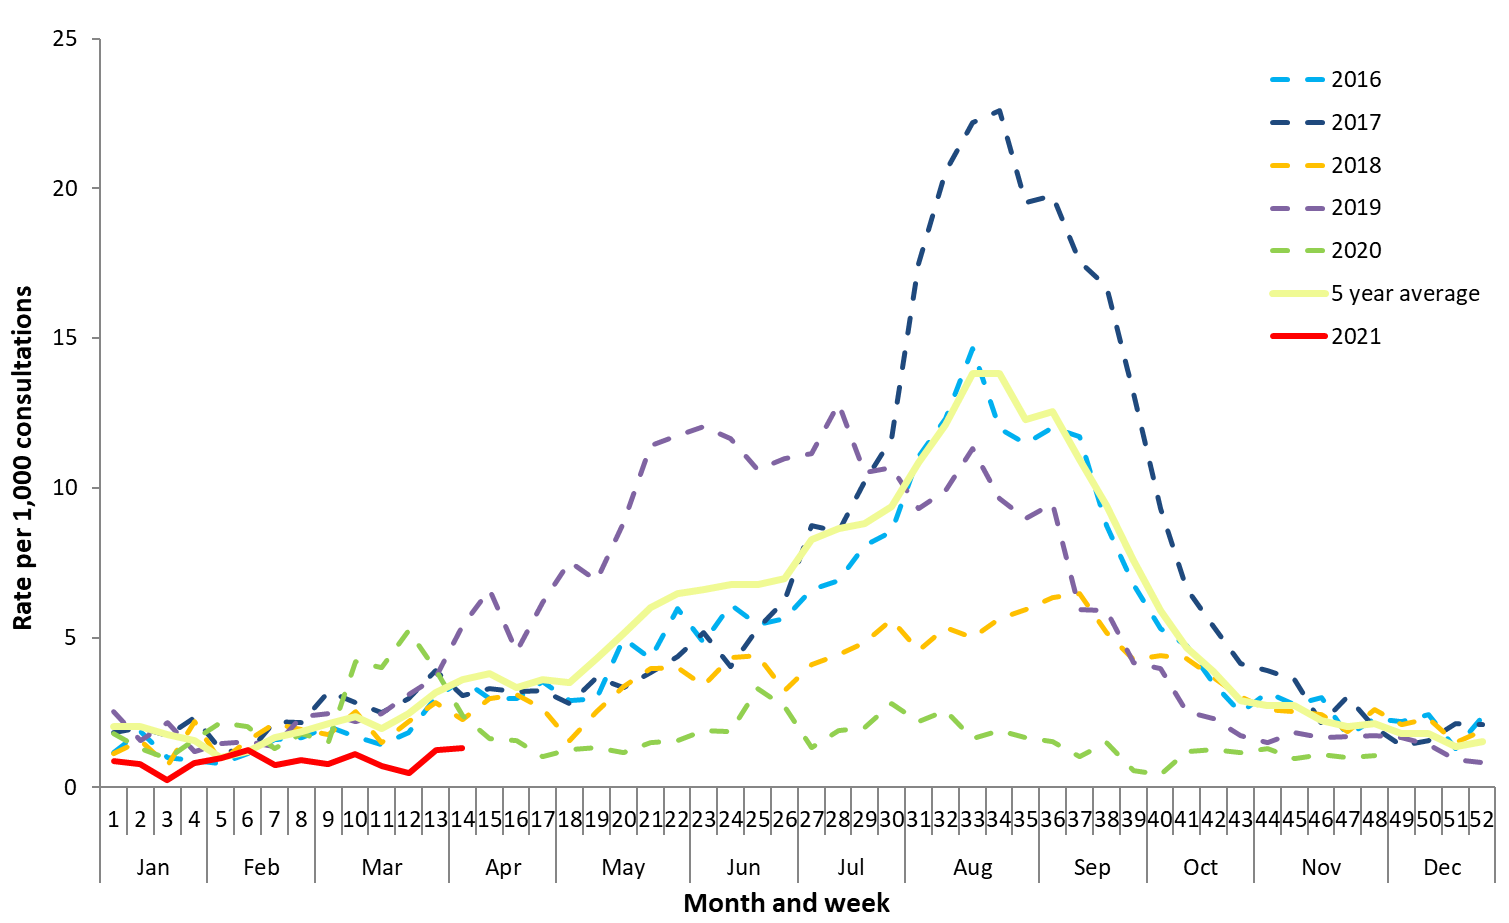 25
20
15
10
5
0
Rate per 1,000 consultations
2016
2017
2018
2019
2020
5 year average
2021
1 2 3 4 5 6 7 8 9 10 11 12 13 14 15 16 17 18 19 20 21 22 23 24 25 26 27 28 29 30 31 32 33 34 35 36 37 38 39 40 41 42 43 44 45 46 47 48 49 50 51 52
Jan Feb Mar Apr May Jun Jul Aug Sep Oct Nov Dec
Month and week